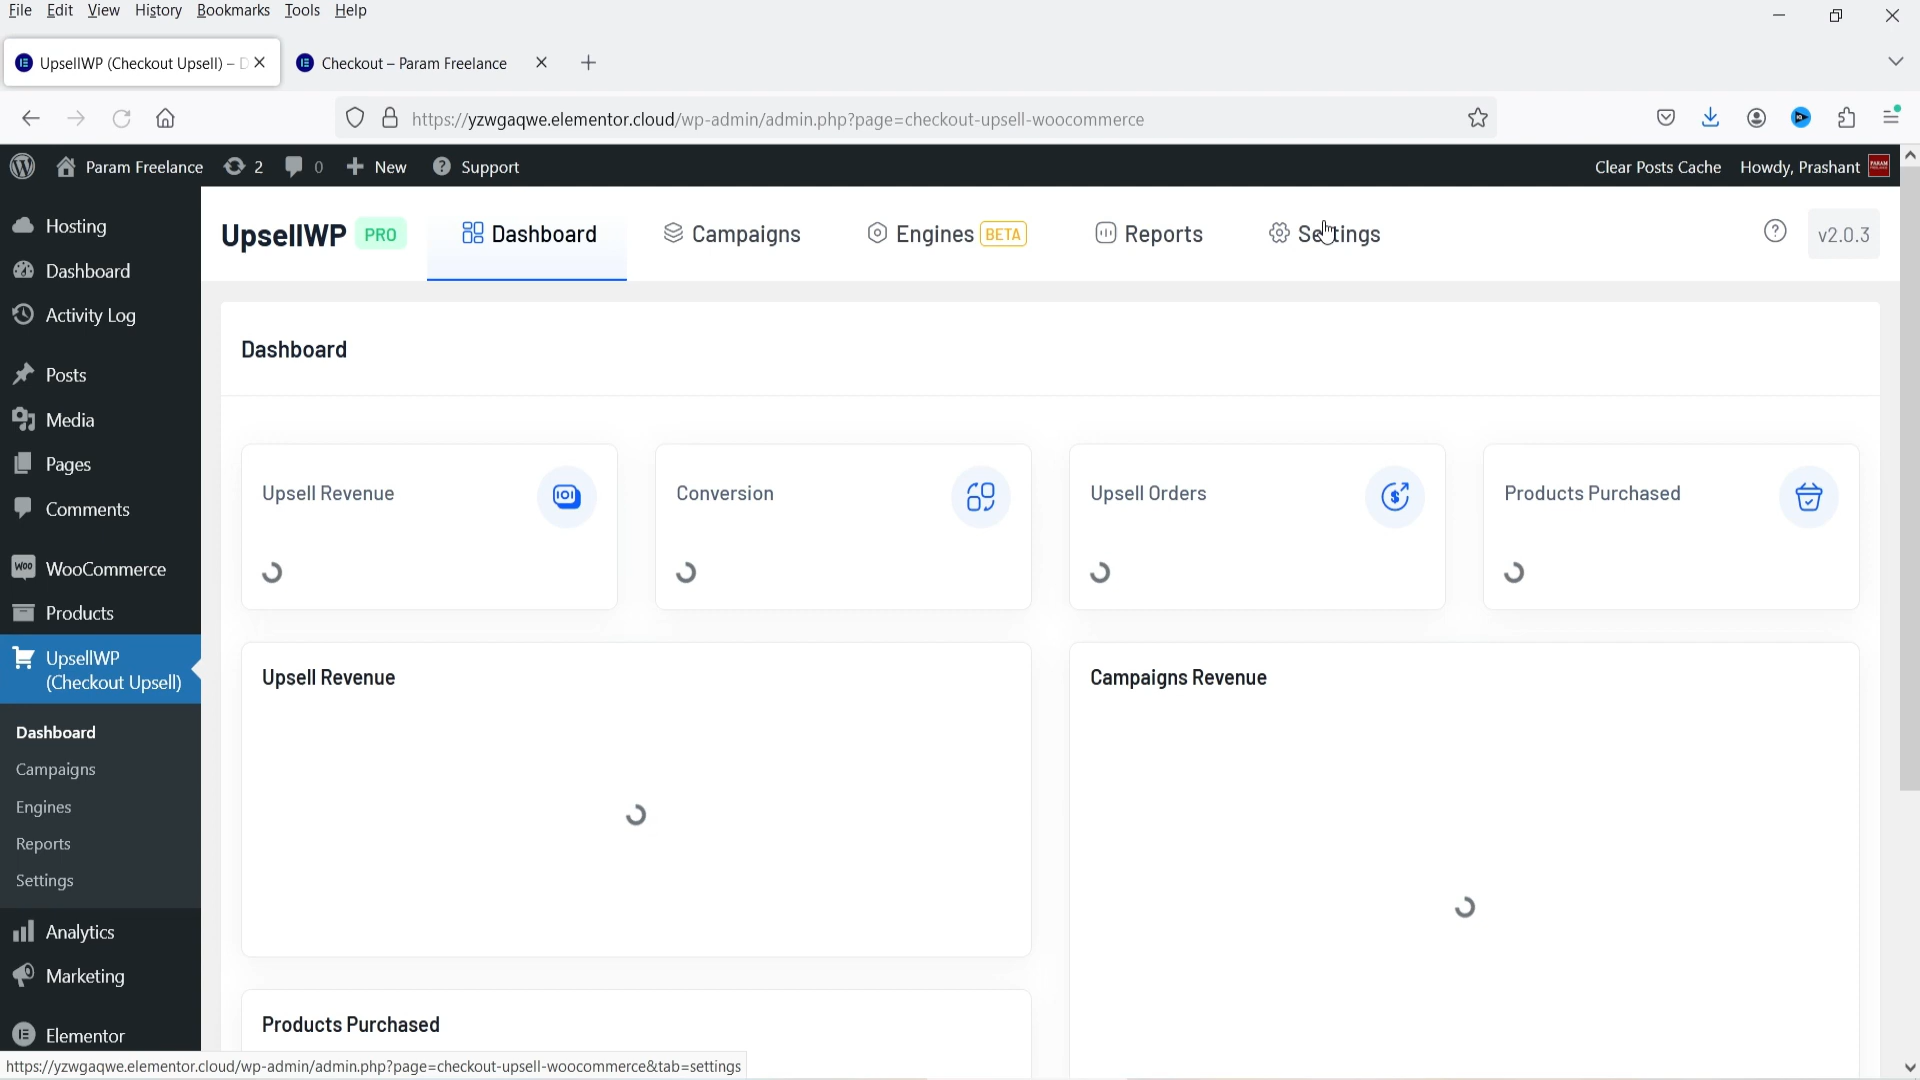 File Edit View History Bookmarks Tools Help
UpsellWP (Checkout Upsell) – D
Checkout – Param Freelance
https://yzwgaqwe.elementor.cloud/wp-admin/admin.php?page=checkout-upsell-woocommerce
Param Freelance 2 0 New Support Clear Posts Cache Howdy, Prashant
Hosting
Dashboard
Activity Log
Posts
Media
Pages
Comments
WooCommerce
Products
UpsellWP
(Checkout Upsell)
Dashboard
Campaigns
Engines
Reports
Settings
Analytics
Marketing
Elementor
UpsellWP PRO Dashboard Campaigns Engines BETA Reports Settings v2.0.3
Dashboard
Upsell Revenue
Conversion
Upsell Orders
Products Purchased
Upsell Revenue
Campaigns Revenue
Products Purchased
https://yzwgaqwe.elementor.cloud/wp-admin/admin.php?page=checkout-upsell-woocommerce&tab=settings